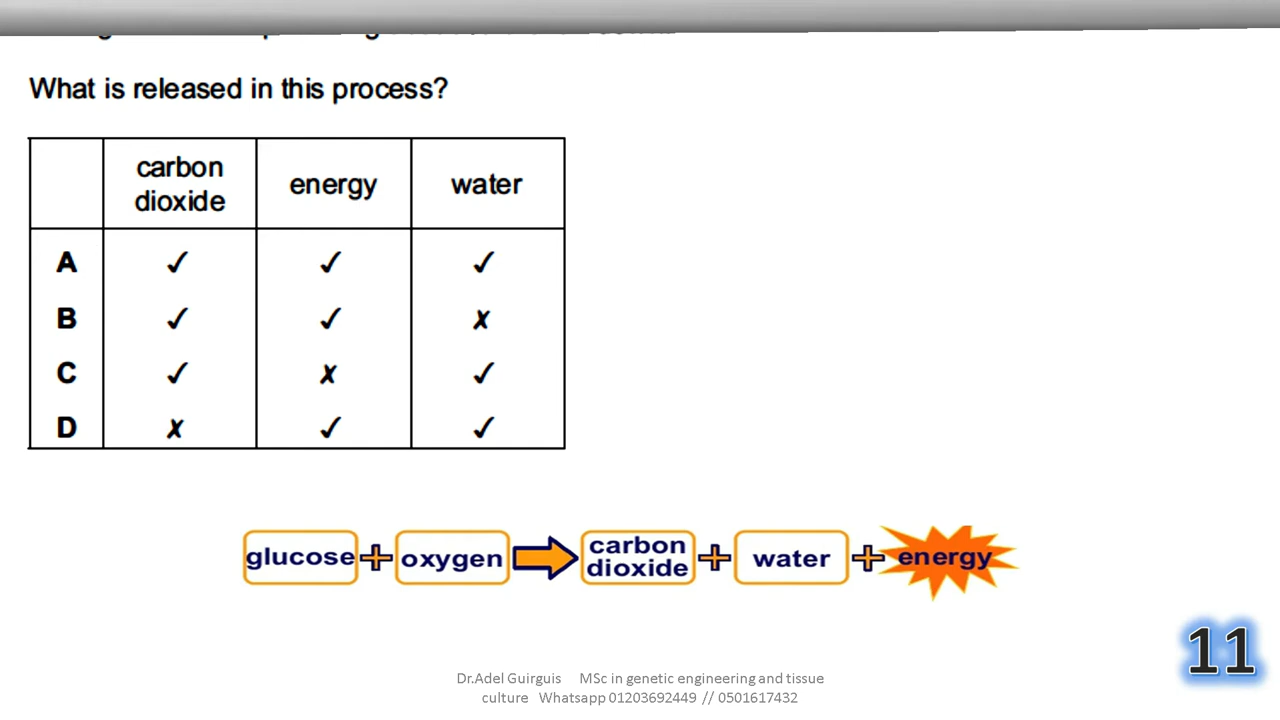 What is released in this process?
carbon dioxide energy water
A ✓ ✓ ✓
B ✓ ✓ ✗
C ✓ ✗ ✓
D ✗ ✓ ✓
glucose + oxygen carbon dioxide + water + energy
11
Dr.Adel Guirguis MSc in genetic engineering and tissue
culture Whatsapp 01203692449 // 0501617432